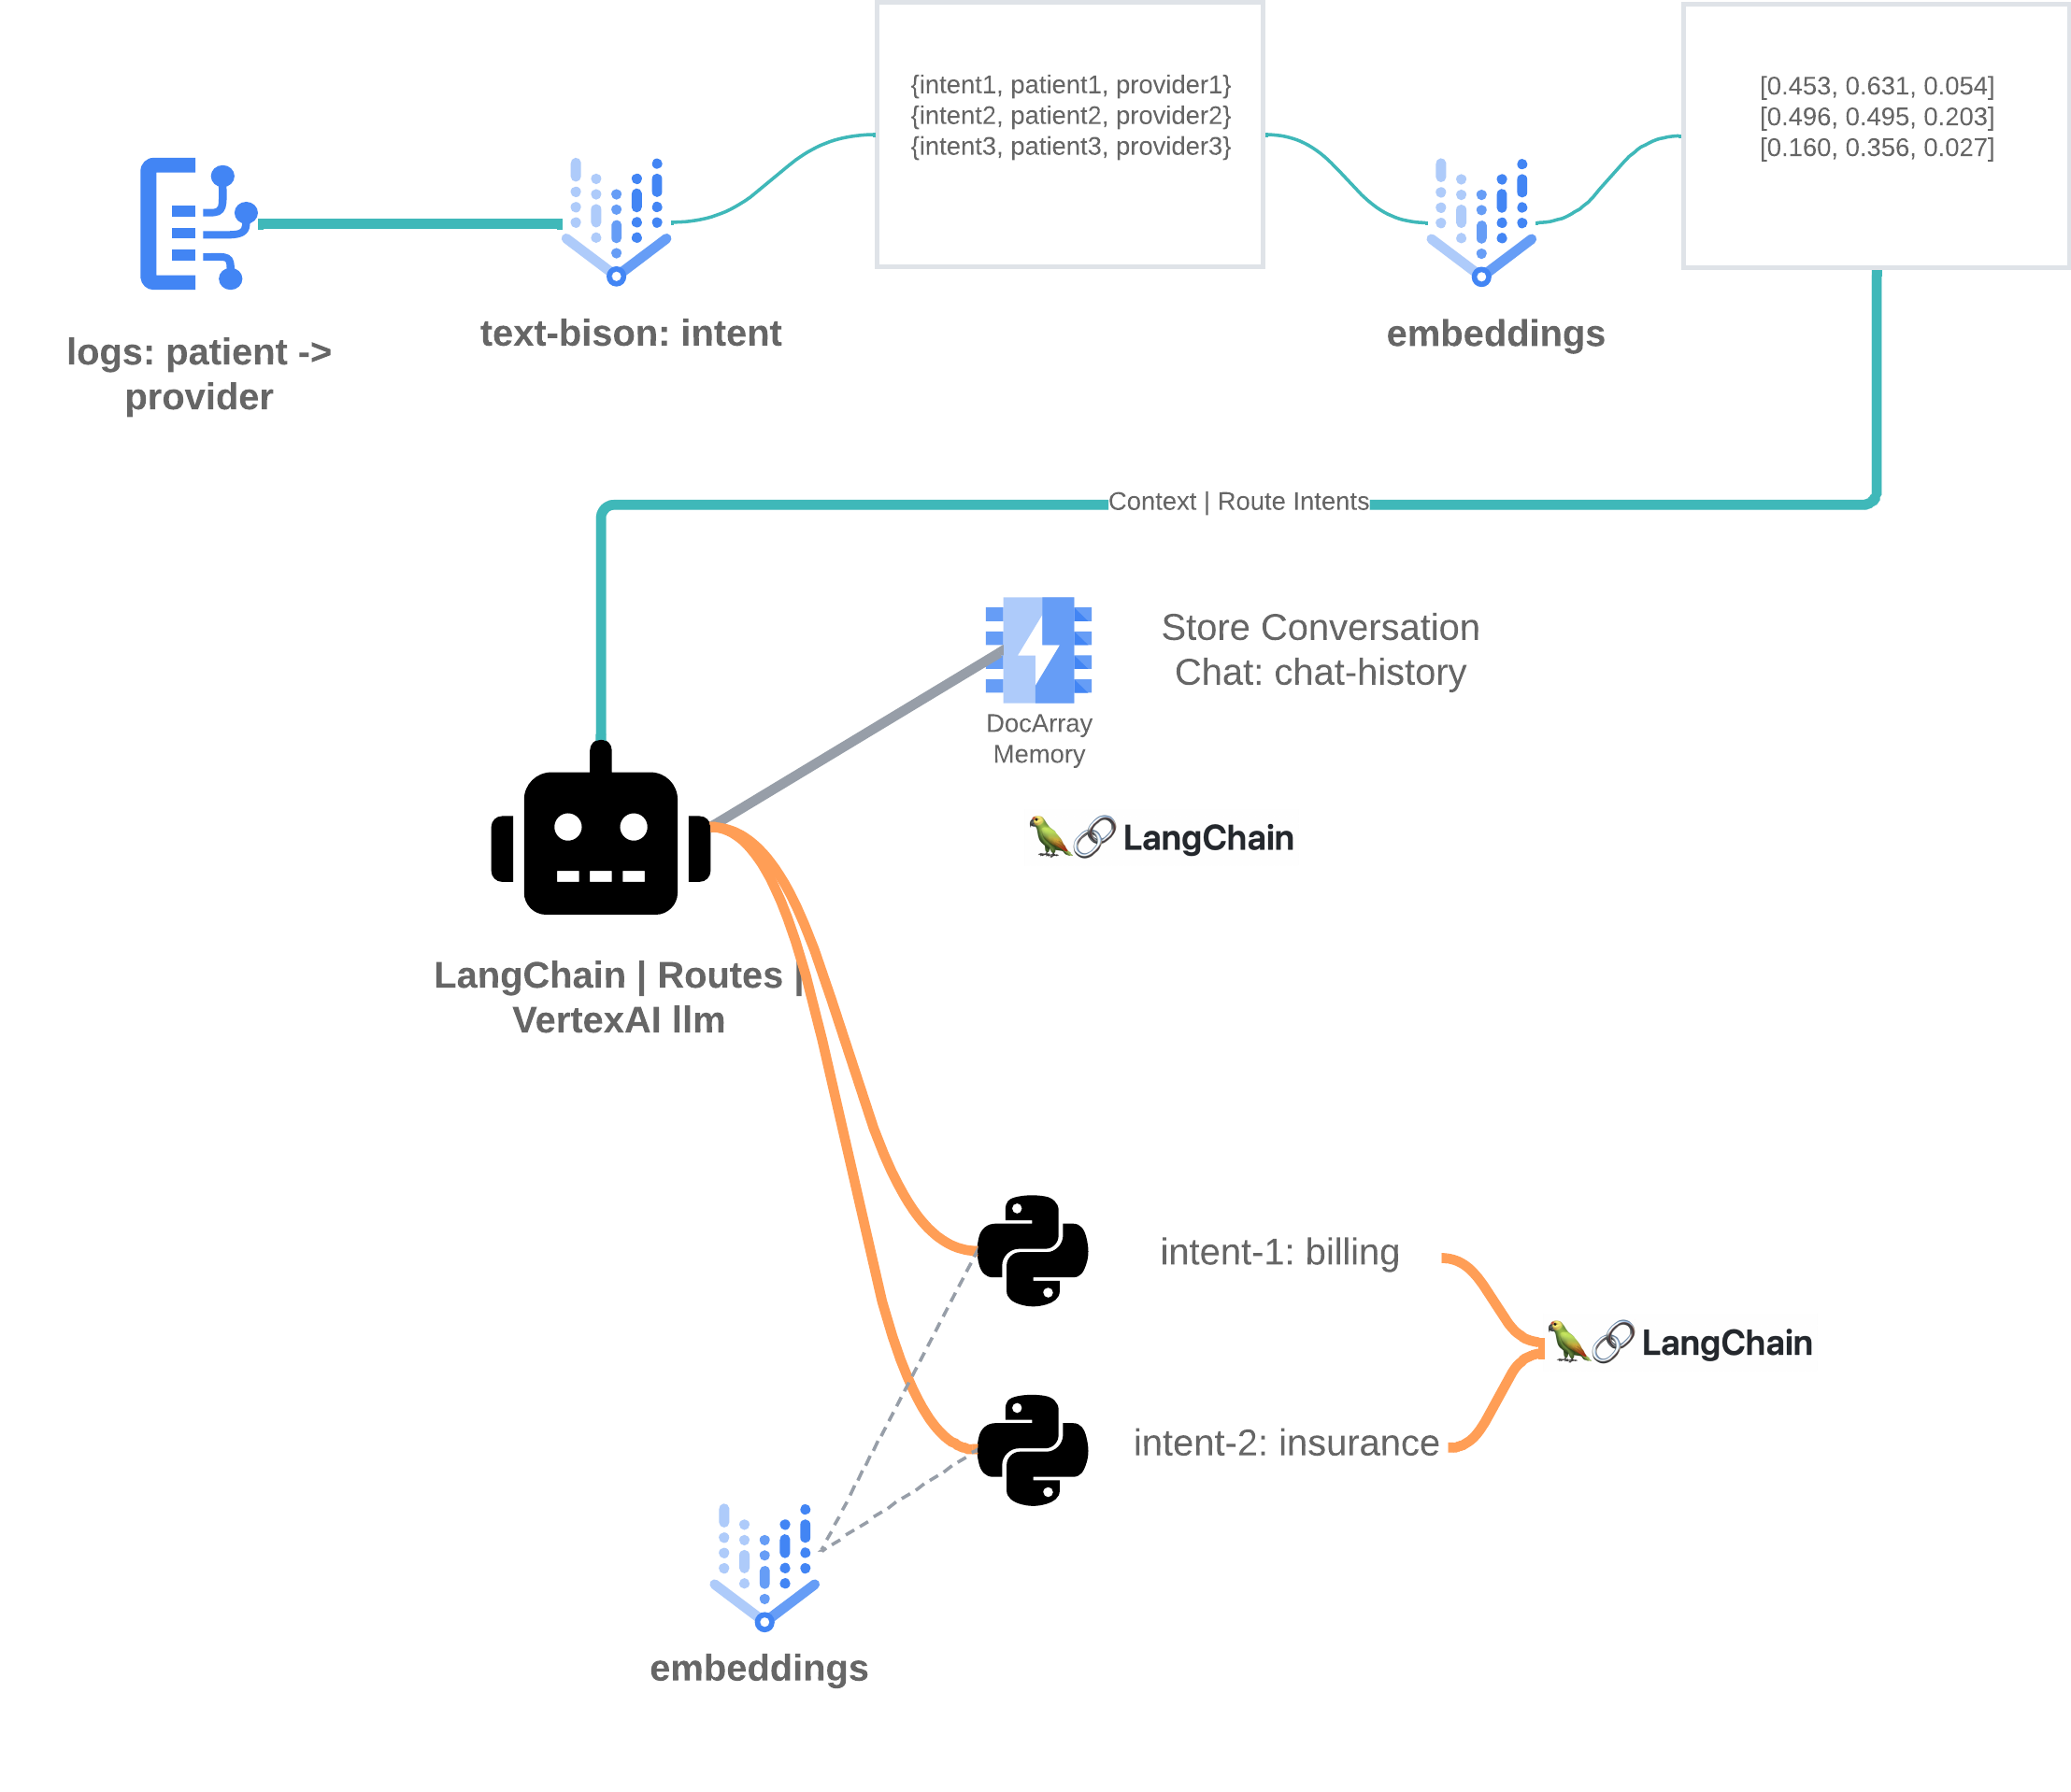 {intent1, patient1, provider1}
{intent2, patient2, provider2}
{intent3, patient3, provider3}
[0.453, 0.631, 0.054]
[0.496, 0.495, 0.203]
[0.160, 0.356, 0.027]
logs: patient ->
provider
text-bison: intent
embeddings
Context | Route Intents
Store Conversation
Chat: chat-history
DocArray
Memory
LangChain
LangChain | Routes |
VertexAI llm
intent-1: billing
LangChain
intent-2: insurance
embeddings